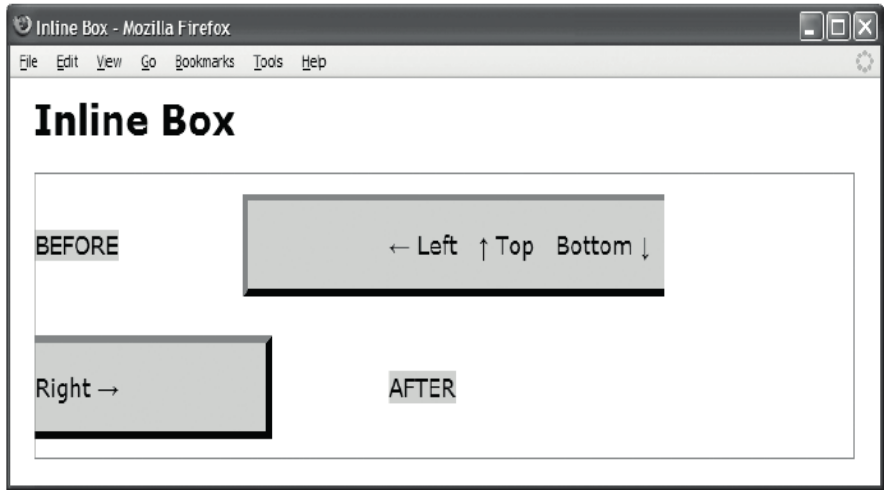 Inline Box - Mozilla Firefox
File Edit View Go Bookmarks Tools Help
Inline Box
BEFORE ← Left ↑ Top Bottom ↓
Right → AFTER